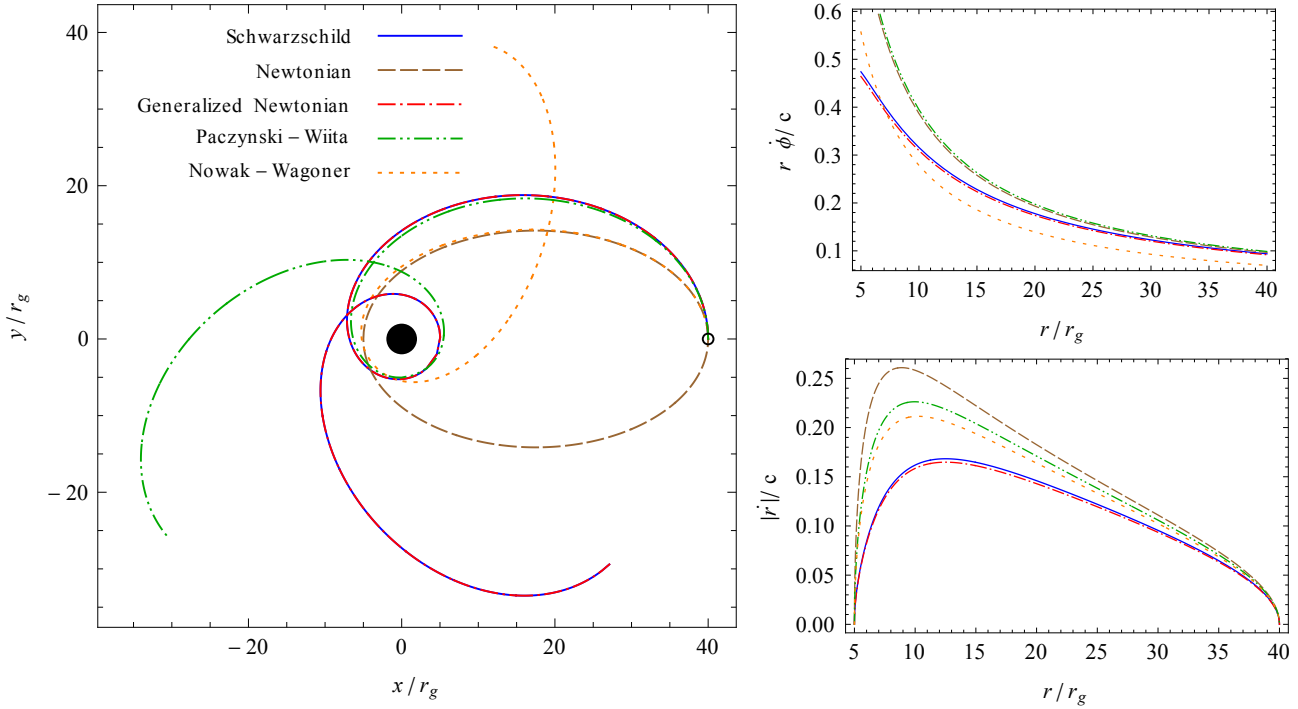 40
20
0
−20
y / r_g
Schwarzschild
Newtonian
Generalized Newtonian
Paczynski – Wiita
Nowak – Wagoner
−20 0 20 40
x / r_g
0.6
0.5
0.4
0.3
0.2
0.1
r ϕ̇ / c
5 10 15 20 25 30 35 40
r / r_g
0.25
0.20
0.15
0.10
0.05
0.00
|ṙ| / c
5 10 15 20 25 30 35 40
r / r_g